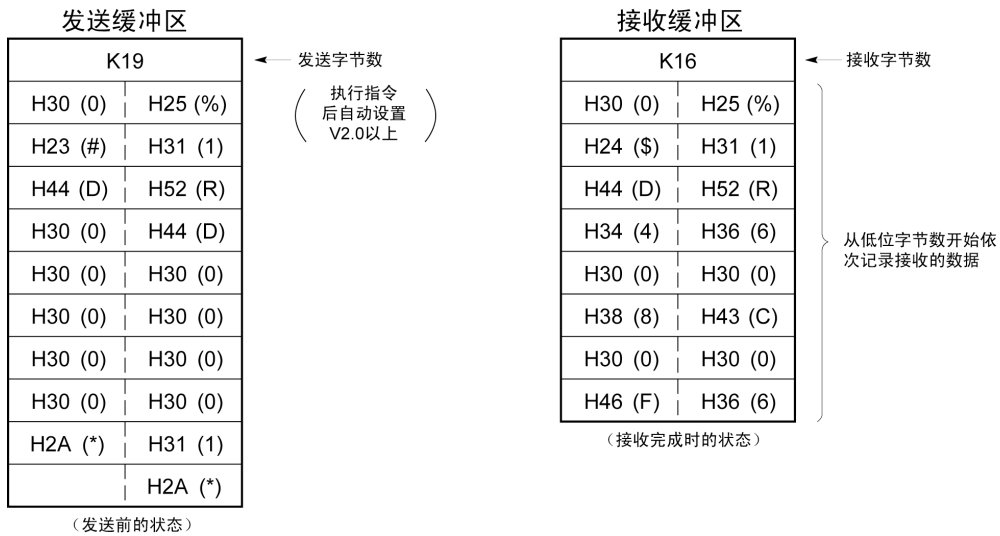 发送缓冲区
K19
发送字节数
执行指令
后自动设置
V2.0以上
H30 (0) H25 (%)
H23 (#) H31 (1)
H44 (D) H52 (R)
H30 (0) H44 (D)
H30 (0) H30 (0)
H30 (0) H30 (0)
H30 (0) H30 (0)
H30 (0) H30 (0)
H2A (*) H31 (1)
H2A (*)
（发送前的状态）
接收缓冲区
K16
接收字节数
H30 (0) H25 (%)
H24 ($) H31 (1)
H44 (D) H52 (R)
H34 (4) H36 (6)
H30 (0) H30 (0)
H38 (8) H43 (C)
H30 (0) H30 (0)
H46 (F) H36 (6)
从低位字节数开始依
次记录接收的数据
（接收完成时的状态）